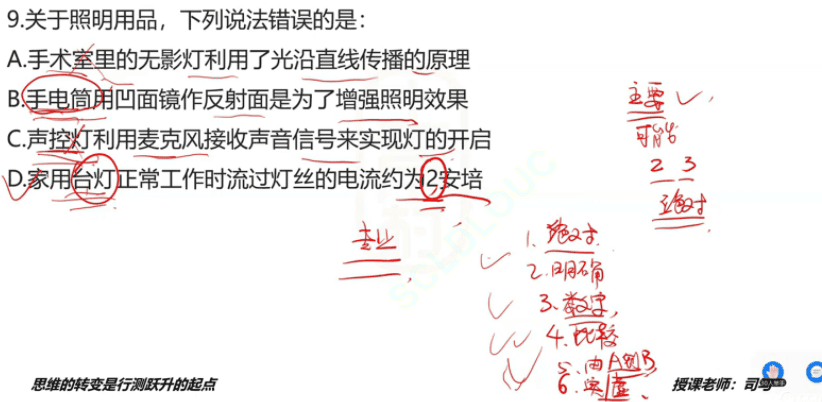 9.关于照明用品，下列说法错误的是：
A.手术室里的无影灯利用了光沿直线传播的原理
B.手电筒用凹面镜作反射面是为了增强照明效果
C.声控灯利用麦克风接收声音信号来实现灯的开启
D.家用台灯正常工作时流过灯丝的电流约为2安培
主要
可能
2 3
绝对
专业
1. 绝对
2.明确
3.数字
4.比较
5.由A到B
6.实 虚
思维的转变是行测跃升的起点
授课老师：司马